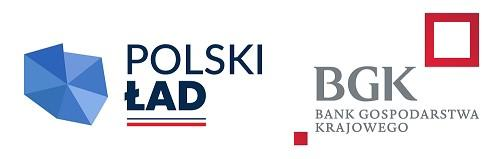 POLSKI
ŁAD
BGK
BANK GOSPODARSTWA
KRAJOWEGO